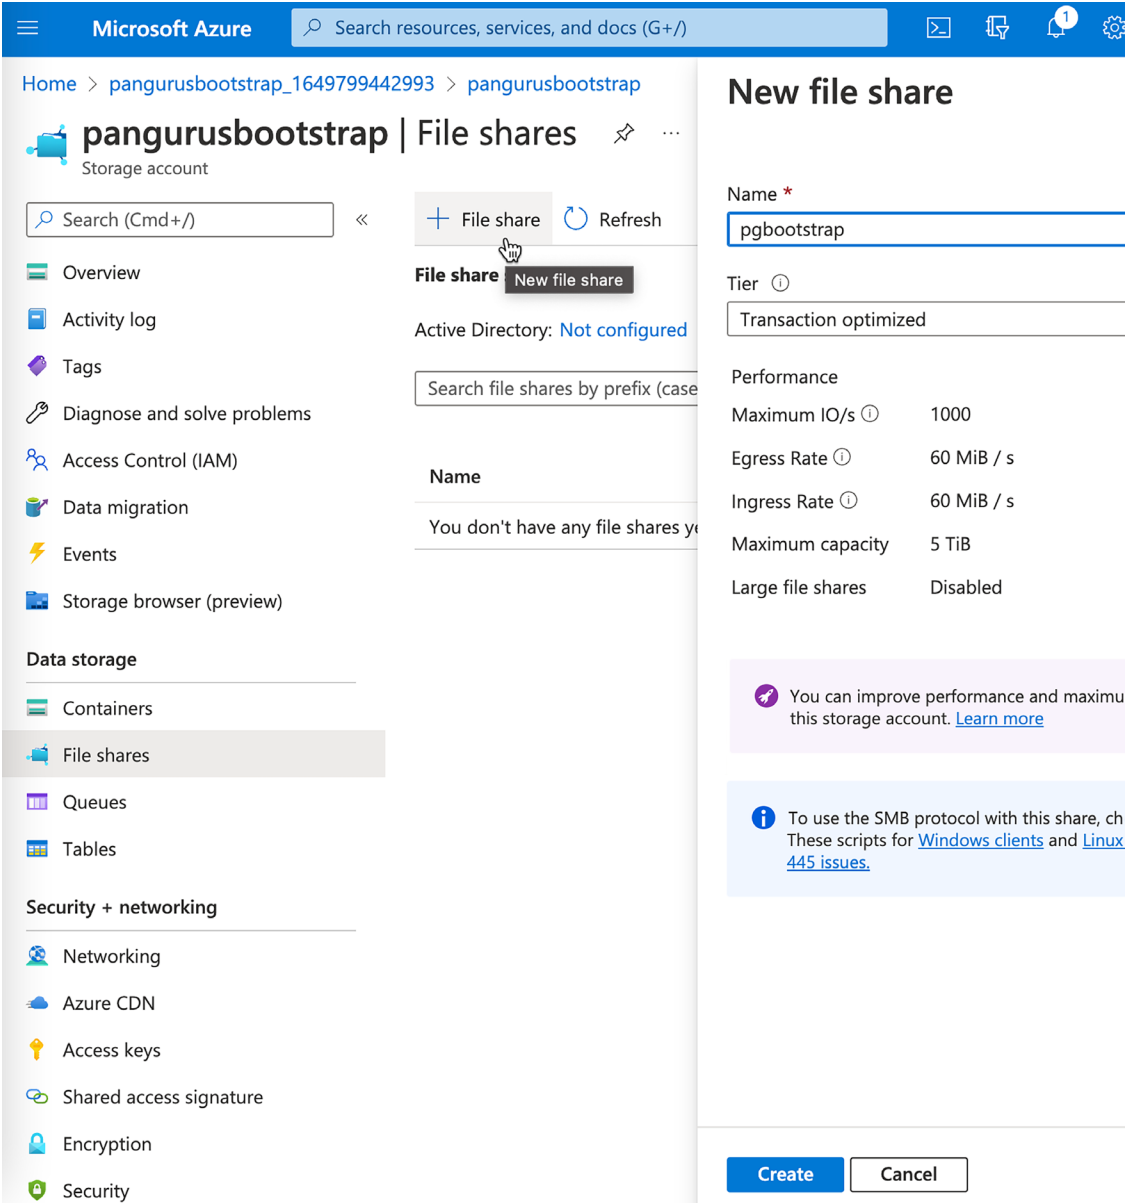 Microsoft Azure
Search resources, services, and docs (G+/)
1
Home > pangurusbootstrap_1649799442993 > pangurusbootstrap
pangurusbootstrap | File shares
...
Storage account
Search (Cmd+/)
«
Overview
Activity log
Tags
Diagnose and solve problems
Access Control (IAM)
Data migration
Events
Storage browser (preview)
Data storage
Containers
File shares
Queues
Tables
Security + networking
Networking
Azure CDN
Access keys
Shared access signature
Encryption
Security
File share
Refresh
File share
New file share
Active Directory: Not configured
Search file shares by prefix (case
Name
You don't have any file shares ye
New file share
Name *
pgbootstrap
Tier
Transaction optimized
Performance
Maximum IO/s 1000
Egress Rate 60 MiB / s
Ingress Rate 60 MiB / s
Maximum capacity 5 TiB
Large file shares Disabled
You can improve performance and maximu
this storage account. Learn more
To use the SMB protocol with this share, ch
These scripts for Windows clients and Linux
445 issues.
Create
Cancel